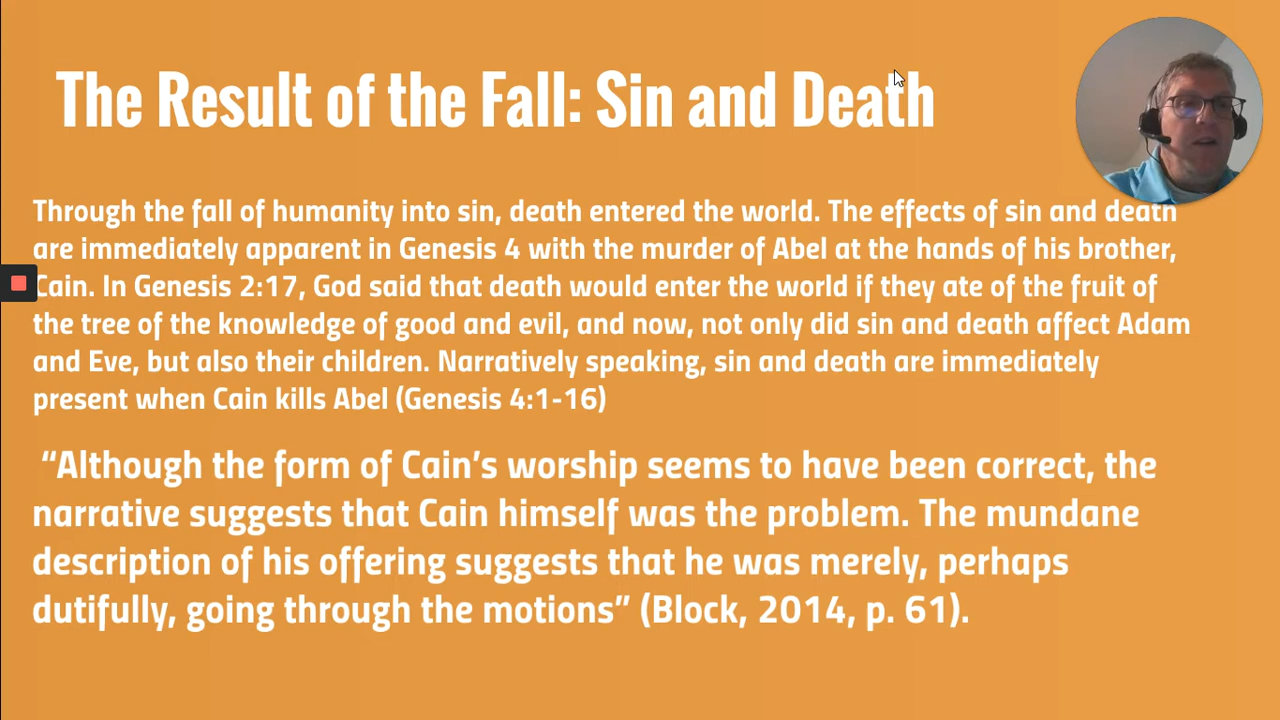 The Result of the Fall: Sin and Death
Through the fall of humanity into sin, death entered the world. The effects of sin and death
are immediately apparent in Genesis 4 with the murder of Abel at the hands of his brother,
Cain. In Genesis 2:17, God said that death would enter the world if they ate of the fruit of
the tree of the knowledge of good and evil, and now, not only did sin and death affect Adam
and Eve, but also their children. Narratively speaking, sin and death are immediately
present when Cain kills Abel (Genesis 4:1-16)
“Although the form of Cain’s worship seems to have been correct, the
narrative suggests that Cain himself was the problem. The mundane
description of his offering suggests that he was merely, perhaps
dutifully, going through the motions” (Block, 2014, p. 61).